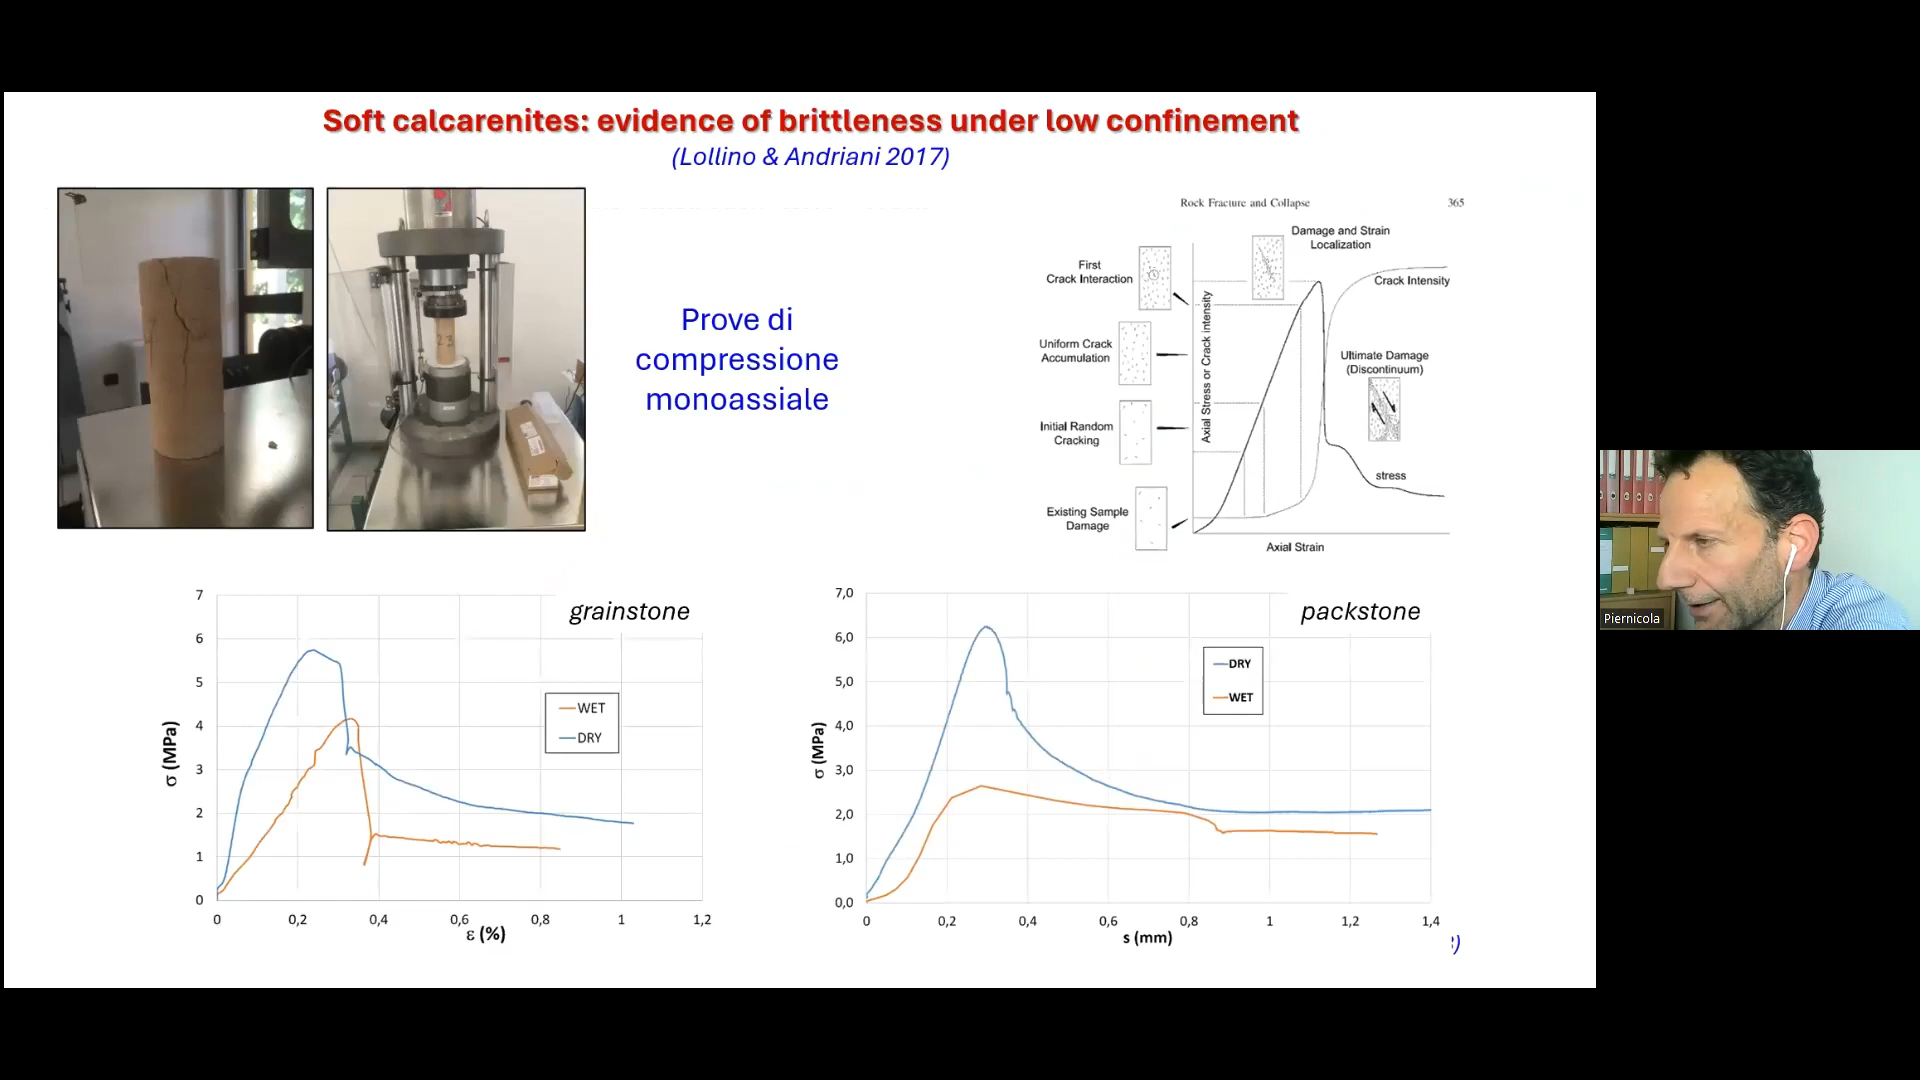 Soft calcarenites: evidence of brittleness under low confinement
(Lollino & Andriani 2017)
Prove di
compressione
monoassiale
23
Rock Fracture and Collapse
365
Damage and Strain
Localization
First
Crack Interaction
Crack Intensity
Uniform Crack
Accumulation
Ultimate Damage
(Discontinuum)
Initial Random
Cracking
stress
Existing Sample
Damage
Axial Stress or Crack intensity
Axial Strain
grainstone
7
6
5
4
3
2
1
0
σ (MPa)
WET
DRY
0 0,2 0,4 0,6 0,8 1 1,2
ε (%)
packstone
7,0
6,0
5,0
4,0
3,0
2,0
1,0
0,0
σ (MPa)
DRY
WET
0 0,2 0,4 0,6 0,8 1 1,2 1,4
s (mm)
)
Piernicola